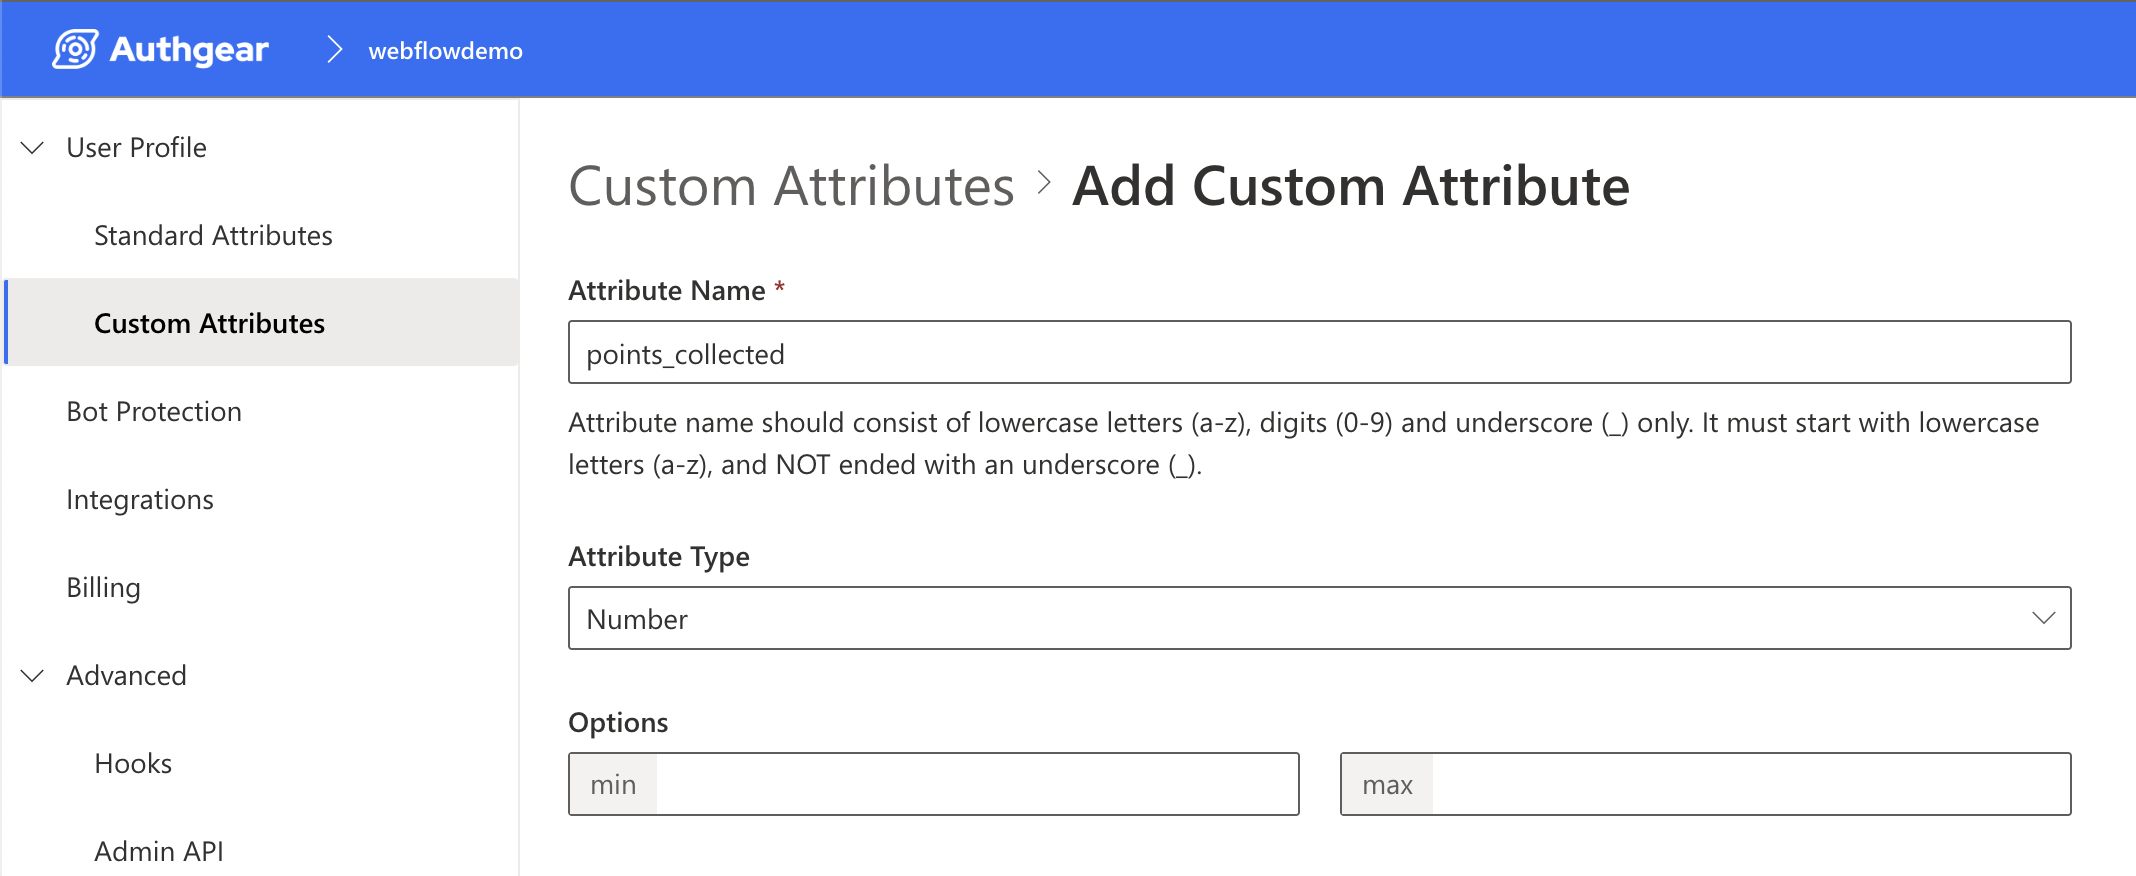 Authgear
webflowdemo
User Profile
Standard Attributes
Custom Attributes
Bot Protection
Integrations
Billing
Advanced
Hooks
Admin API
Custom Attributes > Add Custom Attribute
Attribute Name *
points_collected
Attribute name should consist of lowercase letters (a-z), digits (0-9) and underscore (_) only. It must start with lowercase
letters (a-z), and NOT ended with an underscore (_).
Attribute Type
Number
Options
min
max